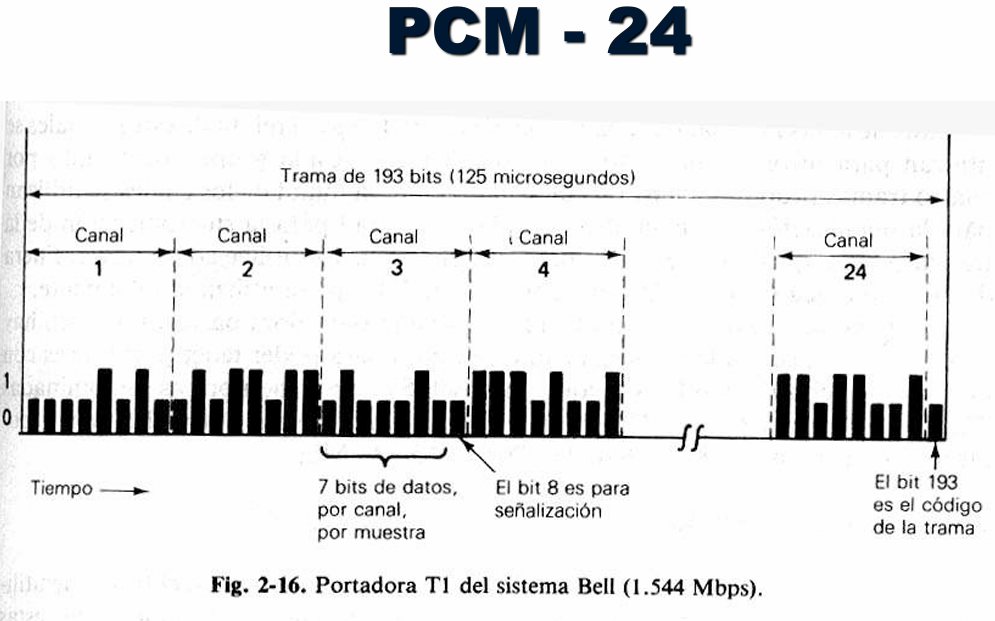 PCM - 24
Trama de 193 bits (125 microsegundos)
Canal Canal Canal Canal Canal
1 2 3 4 24
1
0
Tiempo
7 bits de datos,
por canal,
por muestra
El bit 8 es para
señalización
El bit 193
es el código
de la trama
Fig. 2-16. Portadora T1 del sistema Bell (1.544 Mbps).